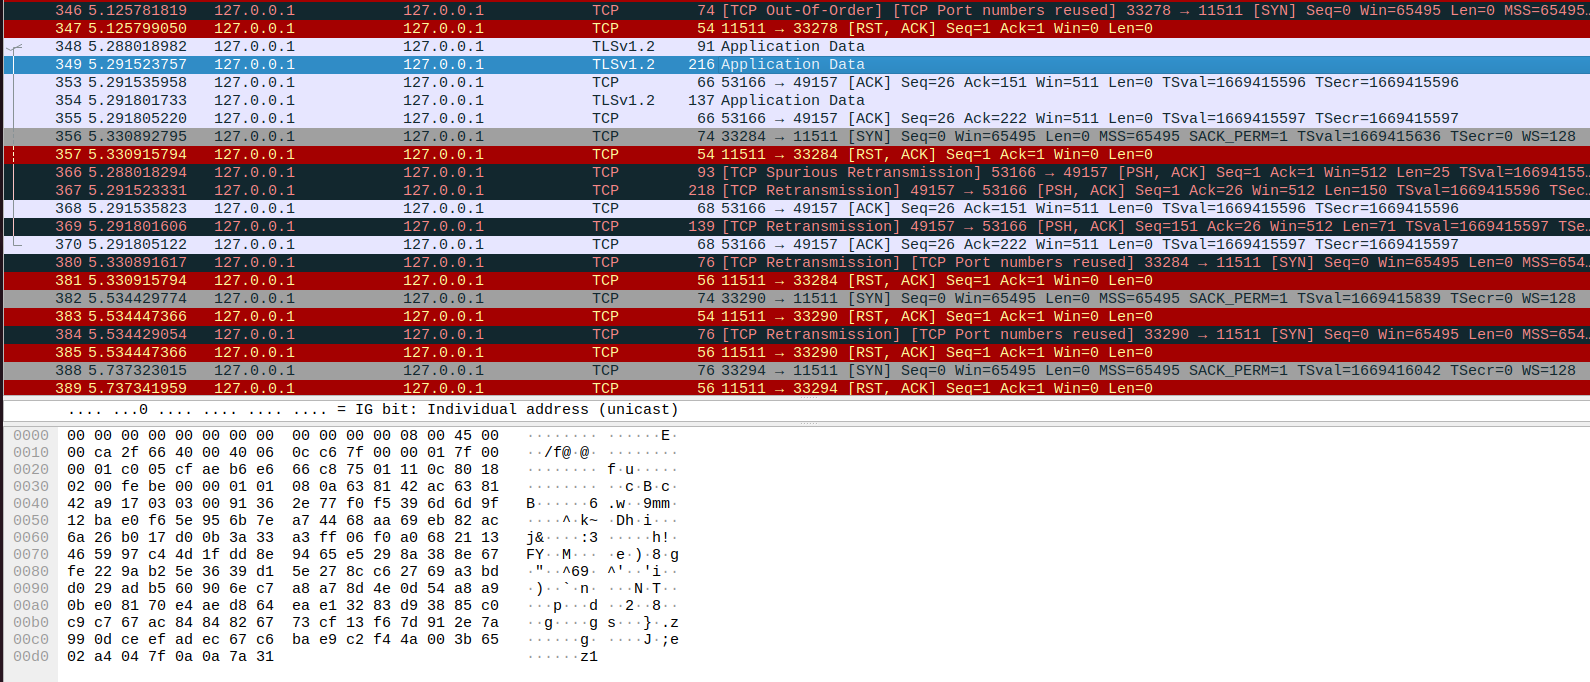 346 5.125781819 127.0.0.1 127.0.0.1 TCP 74 [TCP Out-Of-Order] [TCP Port numbers reused] 33278 → 11511 [SYN] Seq=0 Win=65495 Len=0 MSS=65495…
347 5.125799050 127.0.0.1 127.0.0.1 TCP 54 11511 → 33278 [RST, ACK] Seq=1 Ack=1 Win=0 Len=0
348 5.288018982 127.0.0.1 127.0.0.1 TLSv1.2 91 Application Data
349 5.291523757 127.0.0.1 127.0.0.1 TLSv1.2 216 Application Data
353 5.291535958 127.0.0.1 127.0.0.1 TCP 66 53166 → 49157 [ACK] Seq=26 Ack=151 Win=511 Len=0 TSval=1669415596 TSecr=1669415596
354 5.291801733 127.0.0.1 127.0.0.1 TLSv1.2 137 Application Data
355 5.291805220 127.0.0.1 127.0.0.1 TCP 66 53166 → 49157 [ACK] Seq=26 Ack=222 Win=511 Len=0 TSval=1669415597 TSecr=1669415597
356 5.330892795 127.0.0.1 127.0.0.1 TCP 74 33284 → 11511 [SYN] Seq=0 Win=65495 Len=0 MSS=65495 SACK_PERM=1 TSval=1669415636 TSecr=0 WS=128
357 5.330915794 127.0.0.1 127.0.0.1 TCP 54 11511 → 33284 [RST, ACK] Seq=1 Ack=1 Win=0 Len=0
366 5.288018294 127.0.0.1 127.0.0.1 TCP 93 [TCP Spurious Retransmission] 53166 → 49157 [PSH, ACK] Seq=1 Ack=1 Win=512 Len=25 TSval=1669415…
367 5.291523331 127.0.0.1 127.0.0.1 TCP 218 [TCP Retransmission] 49157 → 53166 [PSH, ACK] Seq=1 Ack=26 Win=512 Len=150 TSval=1669415596 TSec…
368 5.291535823 127.0.0.1 127.0.0.1 TCP 68 53166 → 49157 [ACK] Seq=26 Ack=151 Win=511 Len=0 TSval=1669415596 TSecr=1669415596
369 5.291801606 127.0.0.1 127.0.0.1 TCP 139 [TCP Retransmission] 49157 → 53166 [PSH, ACK] Seq=151 Ack=26 Win=512 Len=71 TSval=1669415597 TSe…
370 5.291805122 127.0.0.1 127.0.0.1 TCP 68 53166 → 49157 [ACK] Seq=26 Ack=222 Win=511 Len=0 TSval=1669415597 TSecr=1669415597
380 5.330891617 127.0.0.1 127.0.0.1 TCP 76 [TCP Retransmission] [TCP Port numbers reused] 33284 → 11511 [SYN] Seq=0 Win=65495 Len=0 MSS=654…
381 5.330915794 127.0.0.1 127.0.0.1 TCP 56 11511 → 33284 [RST, ACK] Seq=1 Ack=1 Win=0 Len=0
382 5.534429774 127.0.0.1 127.0.0.1 TCP 74 33290 → 11511 [SYN] Seq=0 Win=65495 Len=0 MSS=65495 SACK_PERM=1 TSval=1669415839 TSecr=0 WS=128
383 5.534447366 127.0.0.1 127.0.0.1 TCP 54 11511 → 33290 [RST, ACK] Seq=1 Ack=1 Win=0 Len=0
384 5.534429054 127.0.0.1 127.0.0.1 TCP 76 [TCP Retransmission] [TCP Port numbers reused] 33290 → 11511 [SYN] Seq=0 Win=65495 Len=0 MSS=654…
385 5.534447366 127.0.0.1 127.0.0.1 TCP 56 11511 → 33290 [RST, ACK] Seq=1 Ack=1 Win=0 Len=0
388 5.737323015 127.0.0.1 127.0.0.1 TCP 76 33294 → 11511 [SYN] Seq=0 Win=65495 Len=0 MSS=65495 SACK_PERM=1 TSval=1669416042 TSecr=0 WS=128
389 5.737341959 127.0.0.1 127.0.0.1 TCP 56 11511 → 33294 [RST, ACK] Seq=1 Ack=1 Win=0 Len=0
.... ...0 .... .... .... .... = IG bit: Individual address (unicast)
0000 00 00 00 00 00 00 00 00 00 00 00 00 08 00 45 00 ········ ······E·
0010 00 ca 2f 66 40 00 40 06 0c c6 7f 00 00 01 7f 00 ··/f@·@· ········
0020 00 01 c0 05 cf ae b6 e6 66 c8 75 01 11 0c 80 18 ········ f·u·····
0030 02 00 fe be 00 00 01 01 08 0a 63 81 42 ac 63 81 ········ ··c·B·c·
0040 42 a9 17 03 03 00 91 36 2e 77 f0 f5 39 6d 6d 9f B······6 .w··9mm·
0050 12 ba e0 f6 5e 95 6b 7e a7 44 68 aa 69 eb 82 ac ····^·k~ ·Dh·i···
0060 6a 26 b0 17 d0 0b 3a 33 a3 ff 06 f0 a0 68 21 13 j&····:3 ·····h!·
0070 46 59 97 c4 4d 1f dd 8e 94 65 e5 29 8a 38 8e 67 FY··M··· ·e·)·8·g
0080 fe 22 9a b2 5e 36 39 d1 5e 27 8c c6 27 69 a3 bd ·"··^69· ^'··'i··
0090 d0 29 ad b5 60 90 6e c7 a8 a7 8d 4e 0d 54 a8 a9 ·)··`·n· ···N·T··
00a0 0b e0 81 70 e4 ae d8 64 ea e1 32 83 d9 38 85 c0 ···p···d ··2··8··
00b0 c9 c7 67 ac 84 84 82 67 73 cf 13 f6 7d 91 2e 7a ··g····g s···}·.z
00c0 99 0d ce ef ad ec 67 c6 ba e9 c2 f4 4a 00 3b 65 ······g· ····J·;e
00d0 02 a4 04 7f 0a 0a 7a 31 ······z1